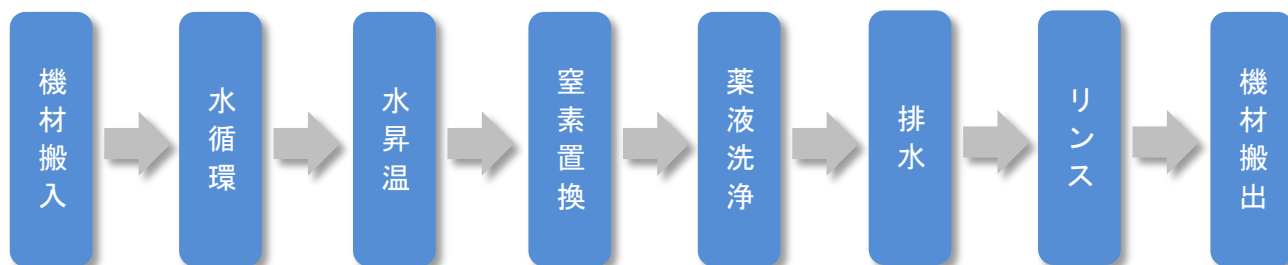 機材搬入
水循環
水昇温
窒素置換
薬液洗浄
排水
リンス
機材搬出